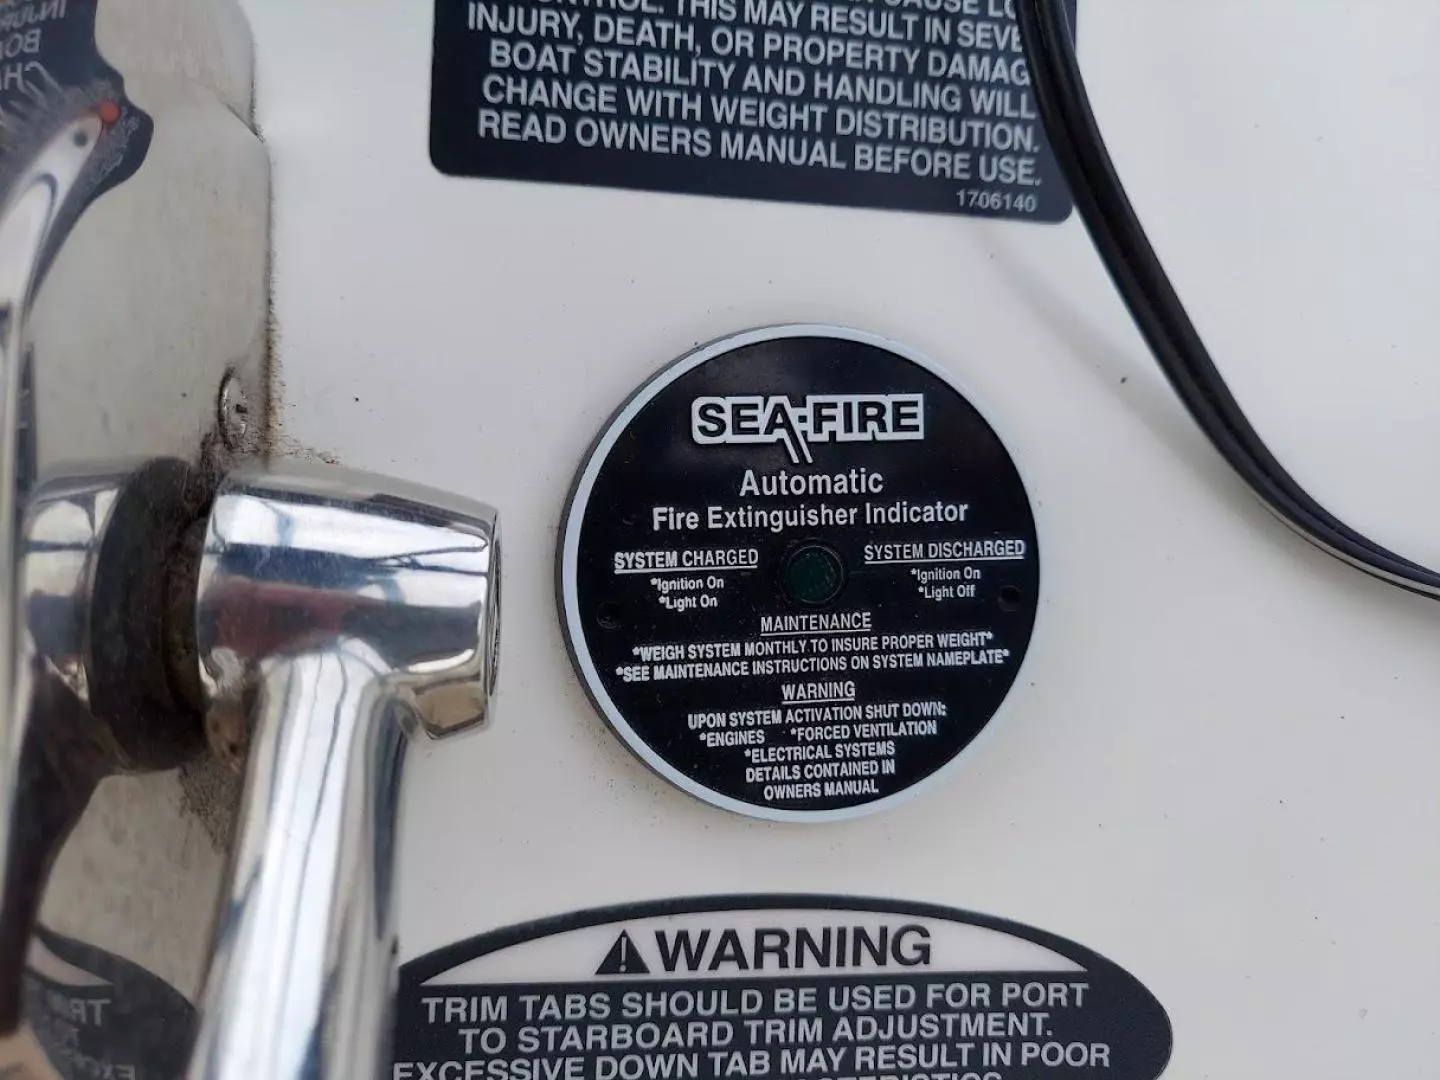 THIS MAY RESULT IN
INJURY, DEATH, OR PROPERTY
BOAT STABILITY AND HANDLING WILL
CHANGE WITH WEIGHT DISTRIBUTION.
READ OWNERS MANUAL BEFORE USE.
1706140
SEA-FIRE
Automatic
Fire Extinguisher Indicator
SYSTEM CHARGED
*Ignition On
*Light On
SYSTEM DISCHARGED
*Ignition On
*Light Off
MAINTENANCE
*WEIGH SYSTEM MONTHLY TO INSURE PROPER WEIGHT*
*SEE MAINTENANCE INSTRUCTIONS ON SYSTEM NAMEPLATE*
WARNING
UPON SYSTEM ACTIVATION SHUT DOWN:
*ENGINES *FORCED VENTILATION
*ELECTRICAL SYSTEMS
DETAILS CONTAINED IN
OWNERS MANUAL
WARNING
TRIM TABS SHOULD BE USED FOR PORT
TO STARBOARD TRIM ADJUSTMENT.
EXCESSIVE DOWN TAB MAY RESULT IN POOR